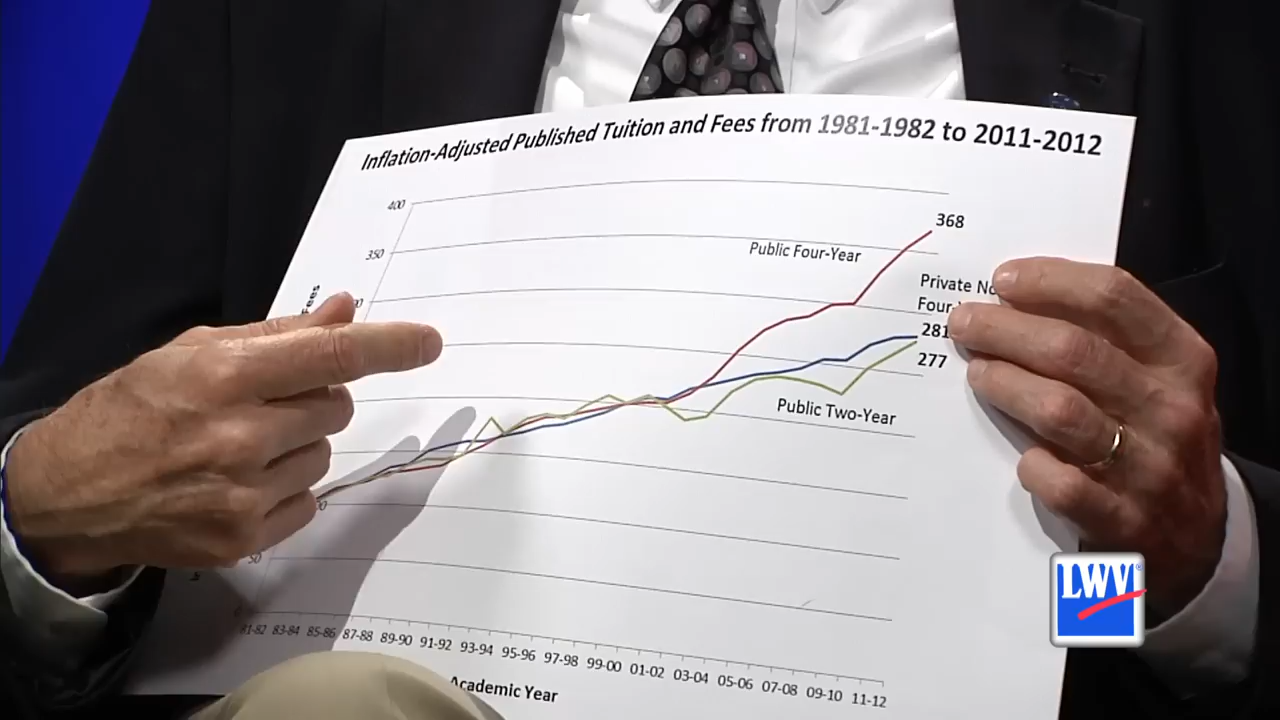 Inflation-Adjusted Published Tuition and Fees from 1981-1982 to 2011-2012
400
368
Public Four-Year
350
Private
281
277
Public Two-Year
50
0
LWV®
81-82 83-84 85-86 87-88 89-90 91-92 93-94 95-96 97-98 99-00 01-02 03-04 05-06 07-08 09-10 11-12
Academic Year